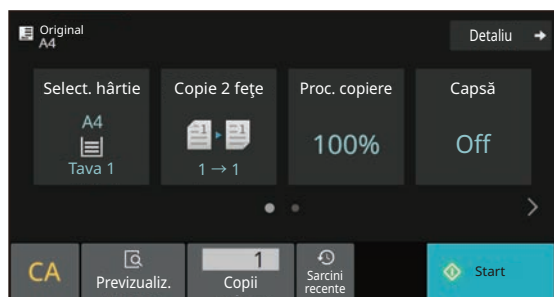 Original
A4
Detaliu
Select. hârtie
A4
Tava 1
Copie 2 feţe
1 → 1
Proc. copiere
100%
Capsă
Off
CA
Previzualiz.
1
Copii
Sarcini
recente
Start